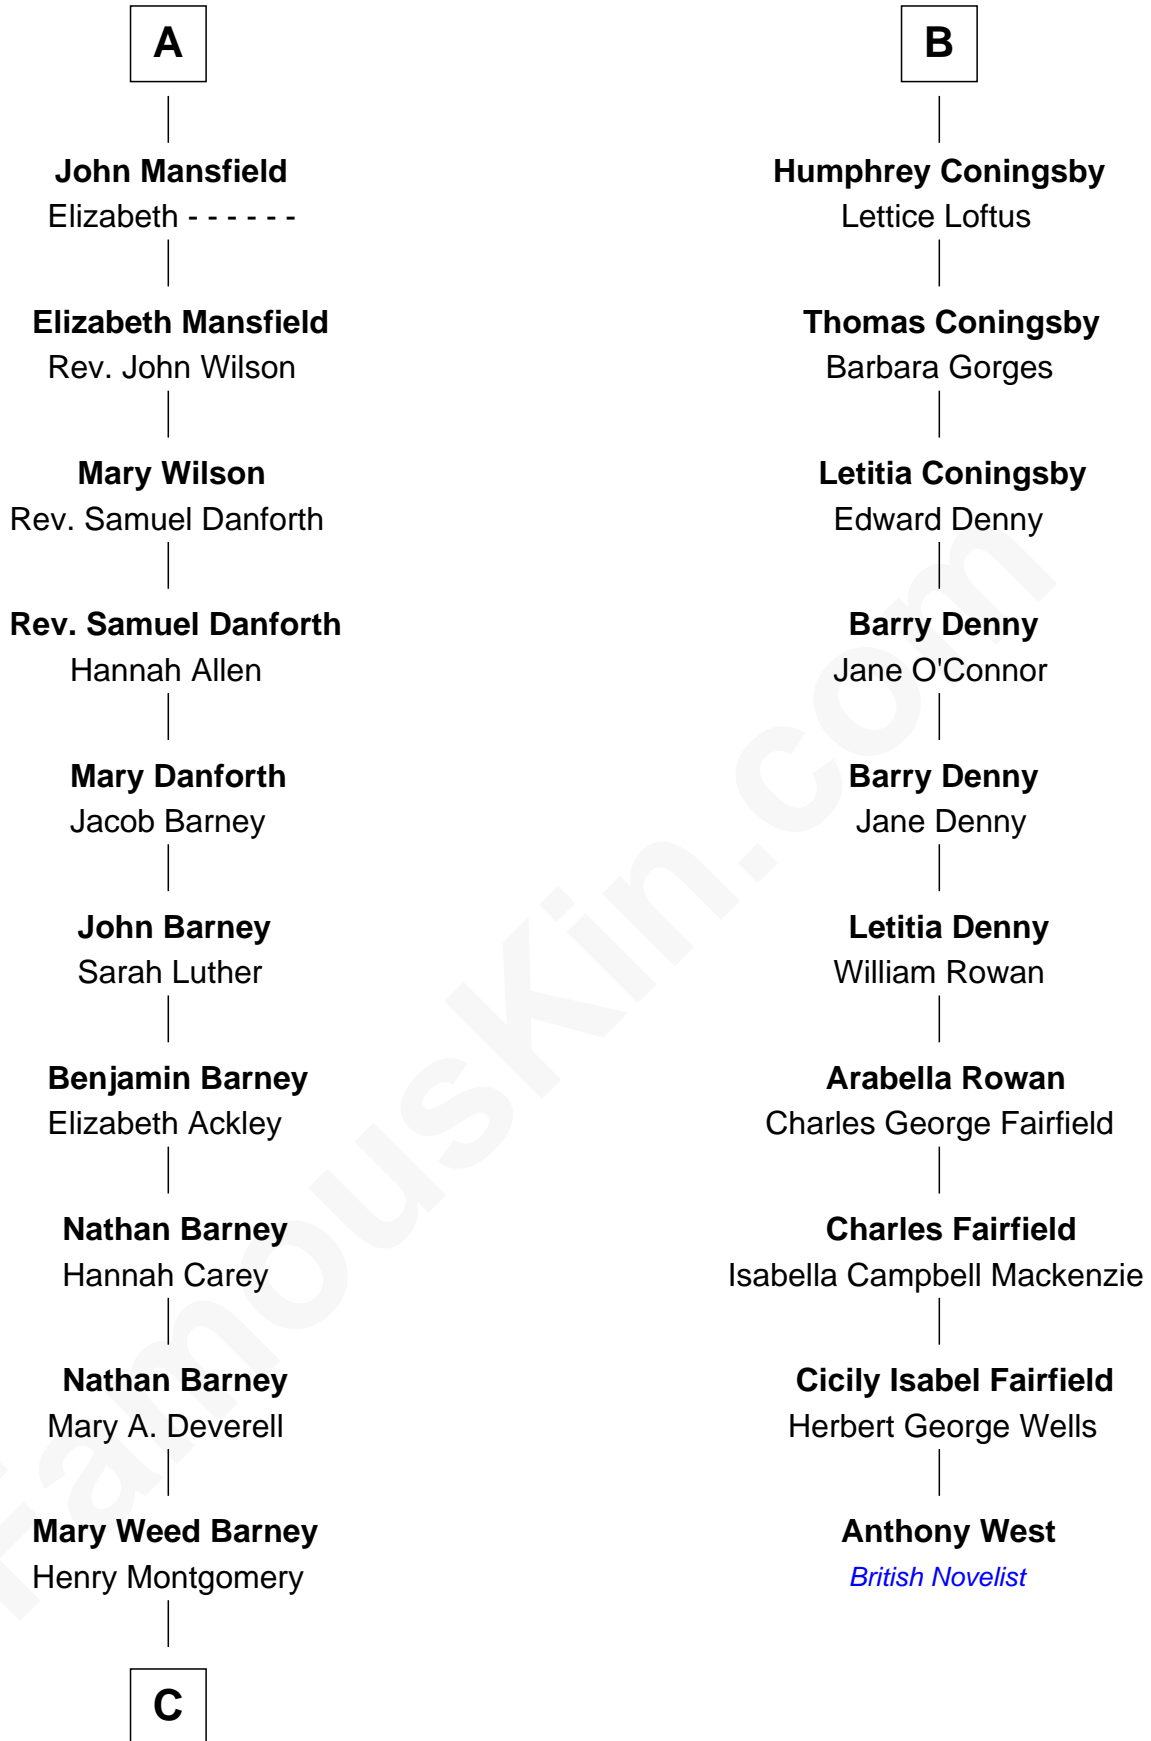 A
John Mansfield
Elizabeth - - - - - -
Elizabeth Mansfield
Rev. John Wilson
Mary Wilson
Rev. Samuel Danforth
Rev. Samuel Danforth
Hannah Allen
Mary Danforth
Jacob Barney
John Barney
Sarah Luther
Benjamin Barney
Elizabeth Ackley
Nathan Barney
Hannah Carey
Nathan Barney
Mary A. Deverell
Mary Weed Barney
Henry Montgomery
C
B
Humphrey Coningsby
Lettice Loftus
Thomas Coningsby
Barbara Gorges
Letitia Coningsby
Edward Denny
Barry Denny
Jane O'Connor
Barry Denny
Jane Denny
Letitia Denny
William Rowan
Arabella Rowan
Charles George Fairfield
Charles Fairfield
Isabella Campbell Mackenzie
Cicily Isabel Fairfield
Herbert George Wells
Anthony West
British Novelist
FamousKin.com